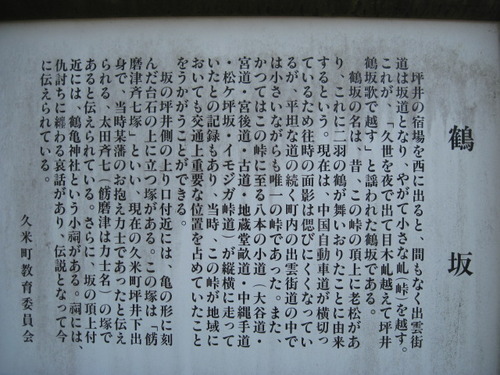 鶴坂
坪井の宿場を西に出ると、間もなく出雲街
道は坂道となり、やがて小さな乢(峠)を越す。
これが、「久世を夜で出て目木乢越えて坪井
鶴坂歌で越す」と謡われた鶴坂である。
鶴坂の名は、昔、この峠の頂上に老松があ
り、これに二羽の鶴が舞いおりたことに由来
するという。現在は、中国自動車道が横切っ
ているため往時の面影は偲びにくくなってい
るが、平坦な道の続く町内の出雲街道の中で
は小さいながらも唯一の峠であった。また、
かつてはこの峠に至る八本の小道(大谷道・
宮道・宮後道・古道・地蔵堂畝道・中縄手道
・松ケ坪坂・イモジガ峠道)が縦横に走って
いたとの記録もあり、当時、この峠が地域に
おいても交通上重要な位置を占めていたこと
をうかがうことができる。
坂の坪井側の上り口付近には、亀の形に刻
んだ台石の上に立つ塚がある。この塚は「䯊
磨津斉七塚」といい、現在の久米町坪井下出
身で、当時某藩のお抱え力士であったと伝え
られる、太田斉七(䯊磨津は力士名)の塚で
あると伝えられている。さらに、坂の頂上付
近には、鶴亀神社という小祠がある。祠には、
仇討ちに纏わる哀話があり、伝説となって今
に伝えられている。
久米町教育委員会